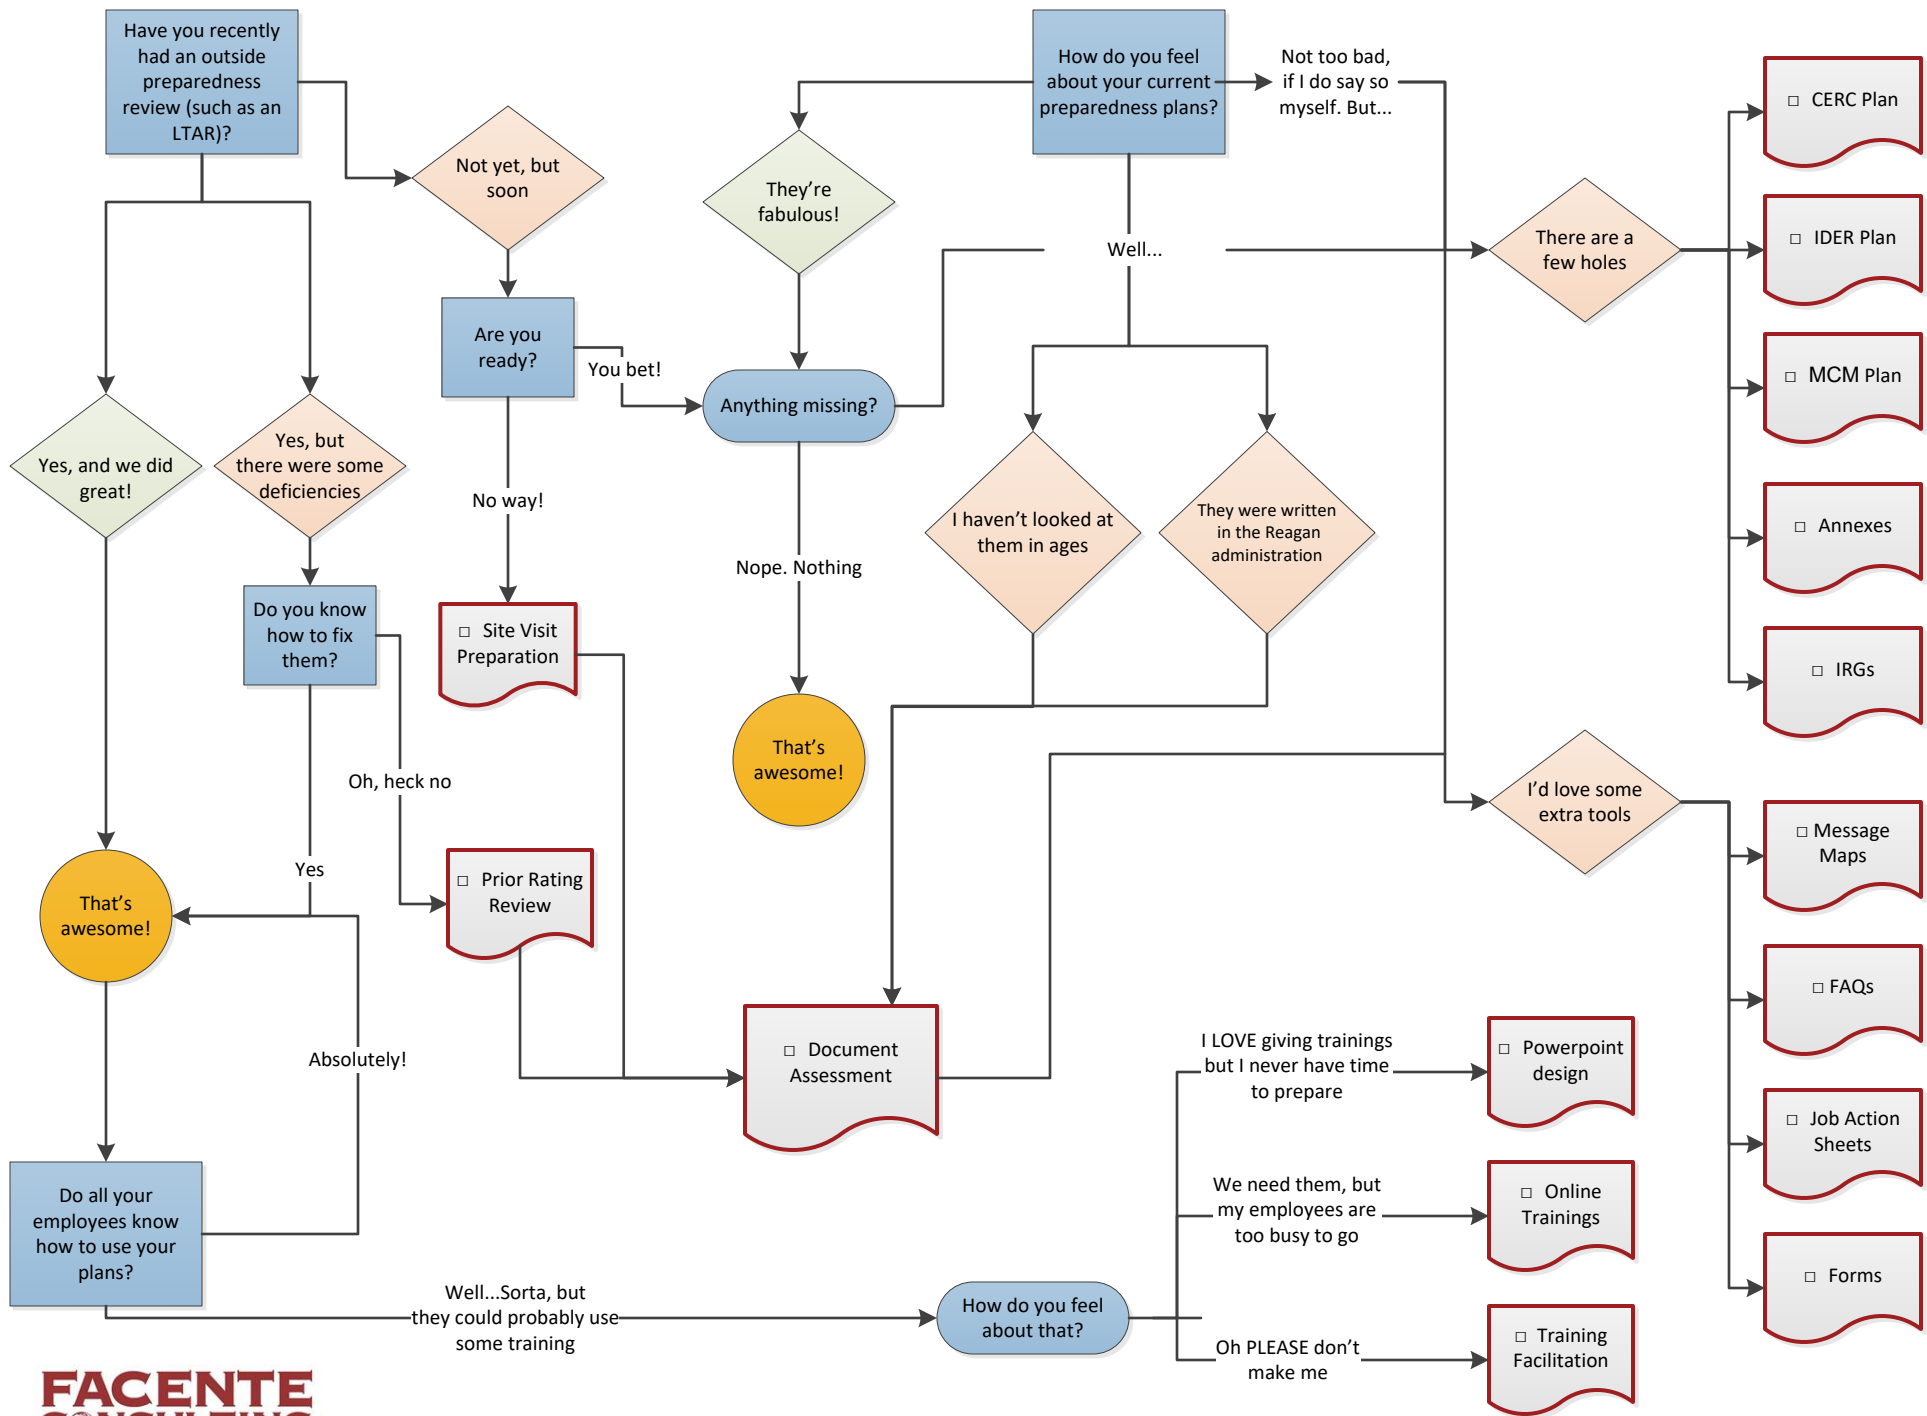 Have you recently
had an outside
preparedness
review (such as an
LTAR)?
How do you feel
about your current
preparedness plans?
Not too bad,
if I do say so
myself. But...
□ CERC Plan
Not yet, but
soon
They're
fabulous!
Well...
There are a
few holes
□ IDER Plan
Are you
ready?
You bet!
Anything missing?
□ MCM Plan
Yes, and we did
great!
Yes, but
there were some
deficiencies
No way!
I haven't looked at
them in ages
They were written
in the Reagan
administration
□ Annexes
Nope. Nothing
Do you know
how to fix
them?
□ Site Visit
Preparation
□ IRGs
That's
awesome!
Oh, heck no
I'd love some
extra tools
□ Message
Maps
Yes
□ Prior Rating
Review
That's
awesome!
□ FAQs
Absolutely!
□ Document
Assessment
I LOVE giving trainings
but I never have time
to prepare
□ Powerpoint
design
□ Job Action
Sheets
Do all your
employees know
how to use your
plans?
We need them, but
my employees are
too busy to go
□ Online
Trainings
□ Forms
Well...Sorta, but
they could probably use
some training
How do you feel
about that?
Oh PLEASE don't
make me
□ Training
Facilitation
FACENTE
CONSULTING